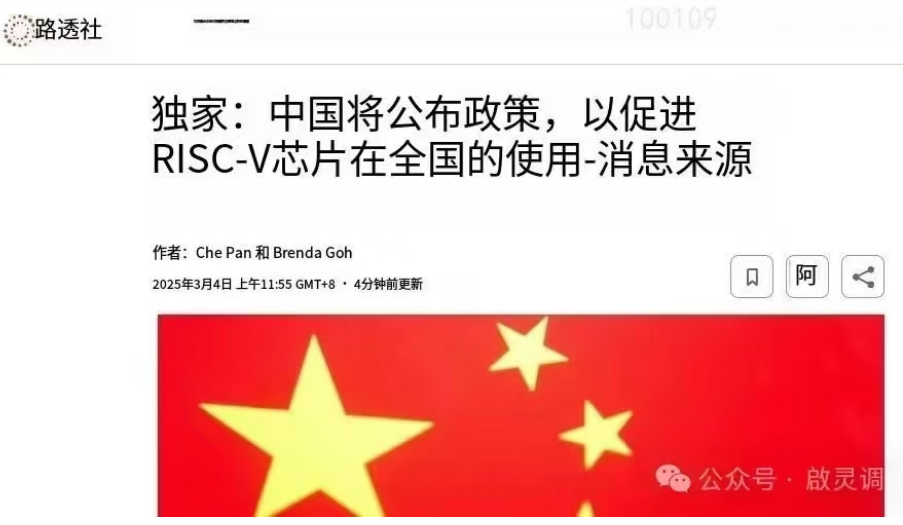 路透社
100109
独家：中国将公布政策，以促进
RISC-V芯片在全国的使用-消息来源
作者：Che Pan 和 Brenda Goh
2025年3月4日 上午11:55 GMT+8 · 4分钟前更新
阿
公众号 · 啟灵调